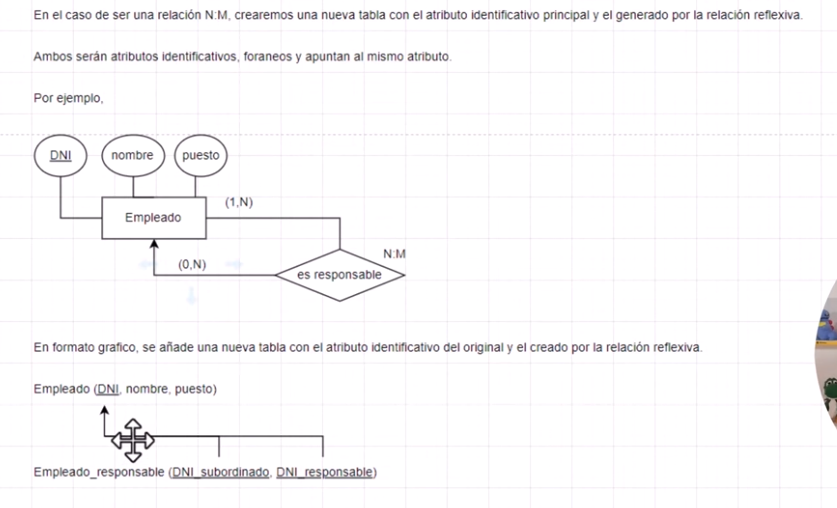 En el caso de ser una relación N:M, crearemos una nueva tabla con el atributo identificativo principal y el generado por la relación reflexiva.
Ambos serán atributos identificativos, foraneos y apuntan al mismo atributo.
Por ejemplo,
DNI nombre puesto
(1,N)
Empleado
N:M
(0,N)
es responsable
En formato grafico, se añade una nueva tabla con el atributo identificativo del original y el creado por la relación reflexiva.
Empleado (DNI, nombre, puesto)
Empleado_responsable (DNI_subordinado, DNI_responsable)